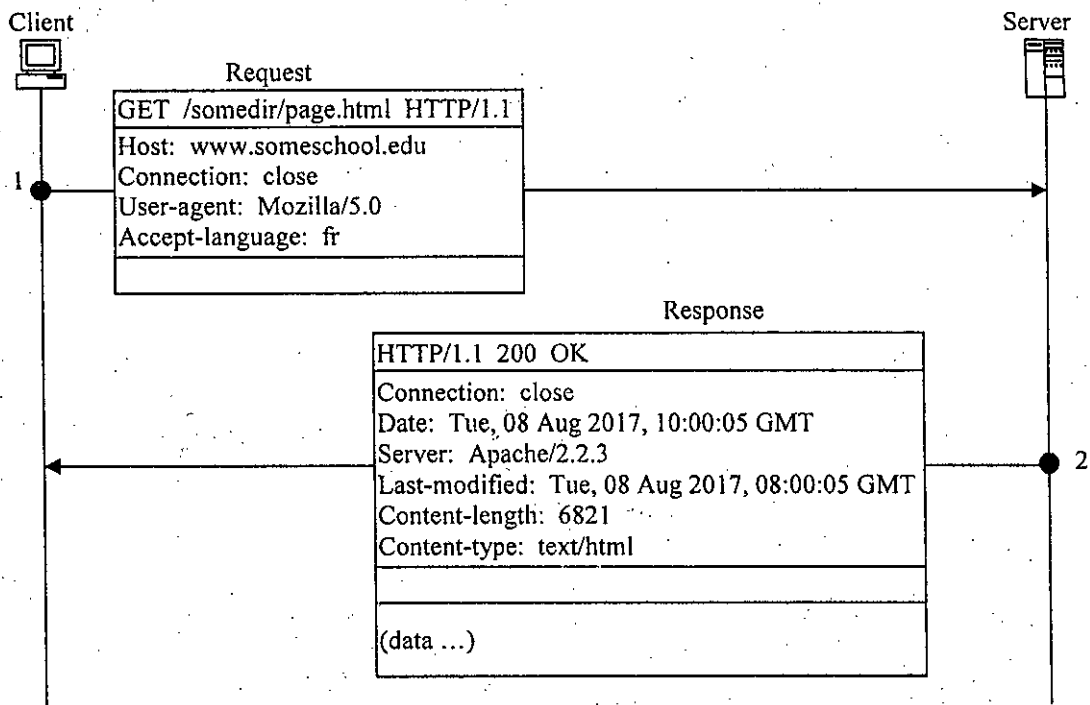 Client
Server
Request
GET /somedir/page.html HTTP/1.1
Host: www.someschool.edu
Connection: close
User-agent: Mozilla/5.0
Accept-language: fr
1
Response
HTTP/1.1 200 OK
Connection: close
Date: Tue, 08 Aug 2017, 10:00:05 GMT
Server: Apache/2.2.3
Last-modified: Tue, 08 Aug 2017, 08:00:05 GMT
Content-length: 6821
Content-type: text/html
2
(data ...)